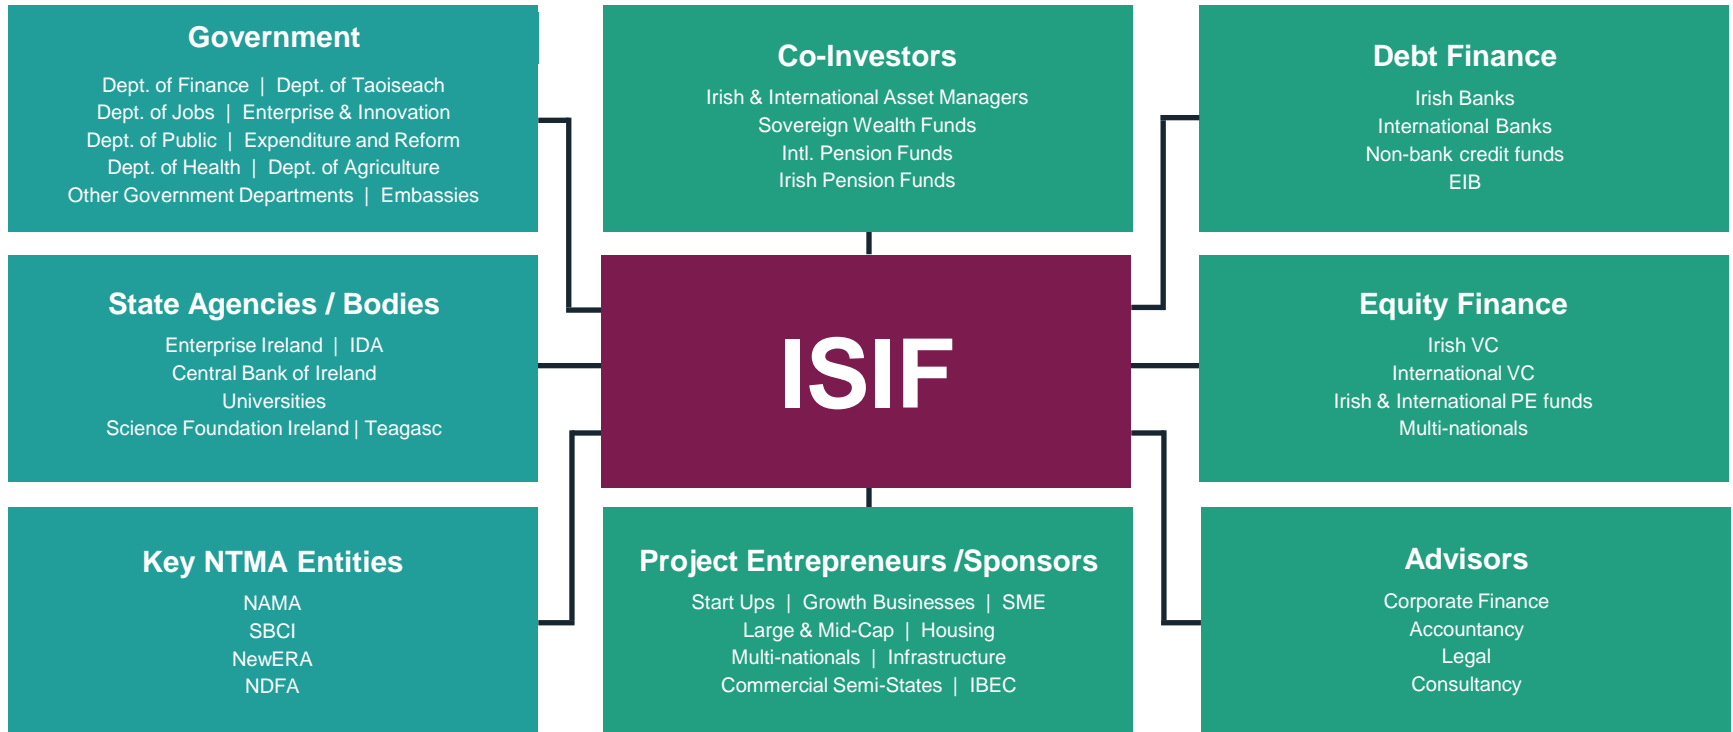 Government
Dept. of Finance | Dept. of Taoiseach
Dept. of Jobs | Enterprise & Innovation
Dept. of Public | Expenditure and Reform
Dept. of Health | Dept. of Agriculture
Other Government Departments | Embassies
Co-Investors
Irish & International Asset Managers
Sovereign Wealth Funds
Intl. Pension Funds
Irish Pension Funds
Debt Finance
Irish Banks
International Banks
Non-bank credit funds
EIB
State Agencies / Bodies
Enterprise Ireland | IDA
Central Bank of Ireland
Universities
Science Foundation Ireland | Teagasc
ISIF
Equity Finance
Irish VC
International VC
Irish & International PE funds
Multi-nationals
Key NTMA Entities
NAMA
SBCI
NewERA
NDFA
Project Entrepreneurs /Sponsors
Start Ups | Growth Businesses | SME
Large & Mid-Cap | Housing
Multi-nationals | Infrastructure
Commercial Semi-States | IBEC
Advisors
Corporate Finance
Accountancy
Legal
Consultancy